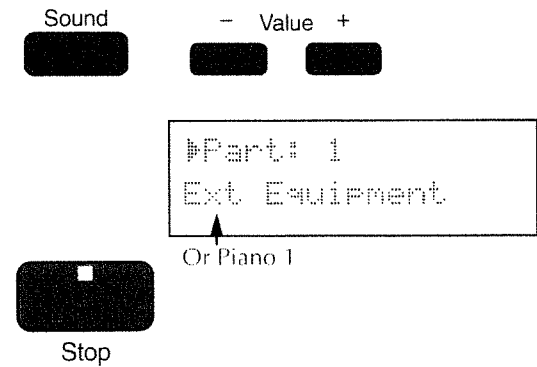 Sound
− Value +
Part: 1
Ext Equipment
Or Piano 1
Stop